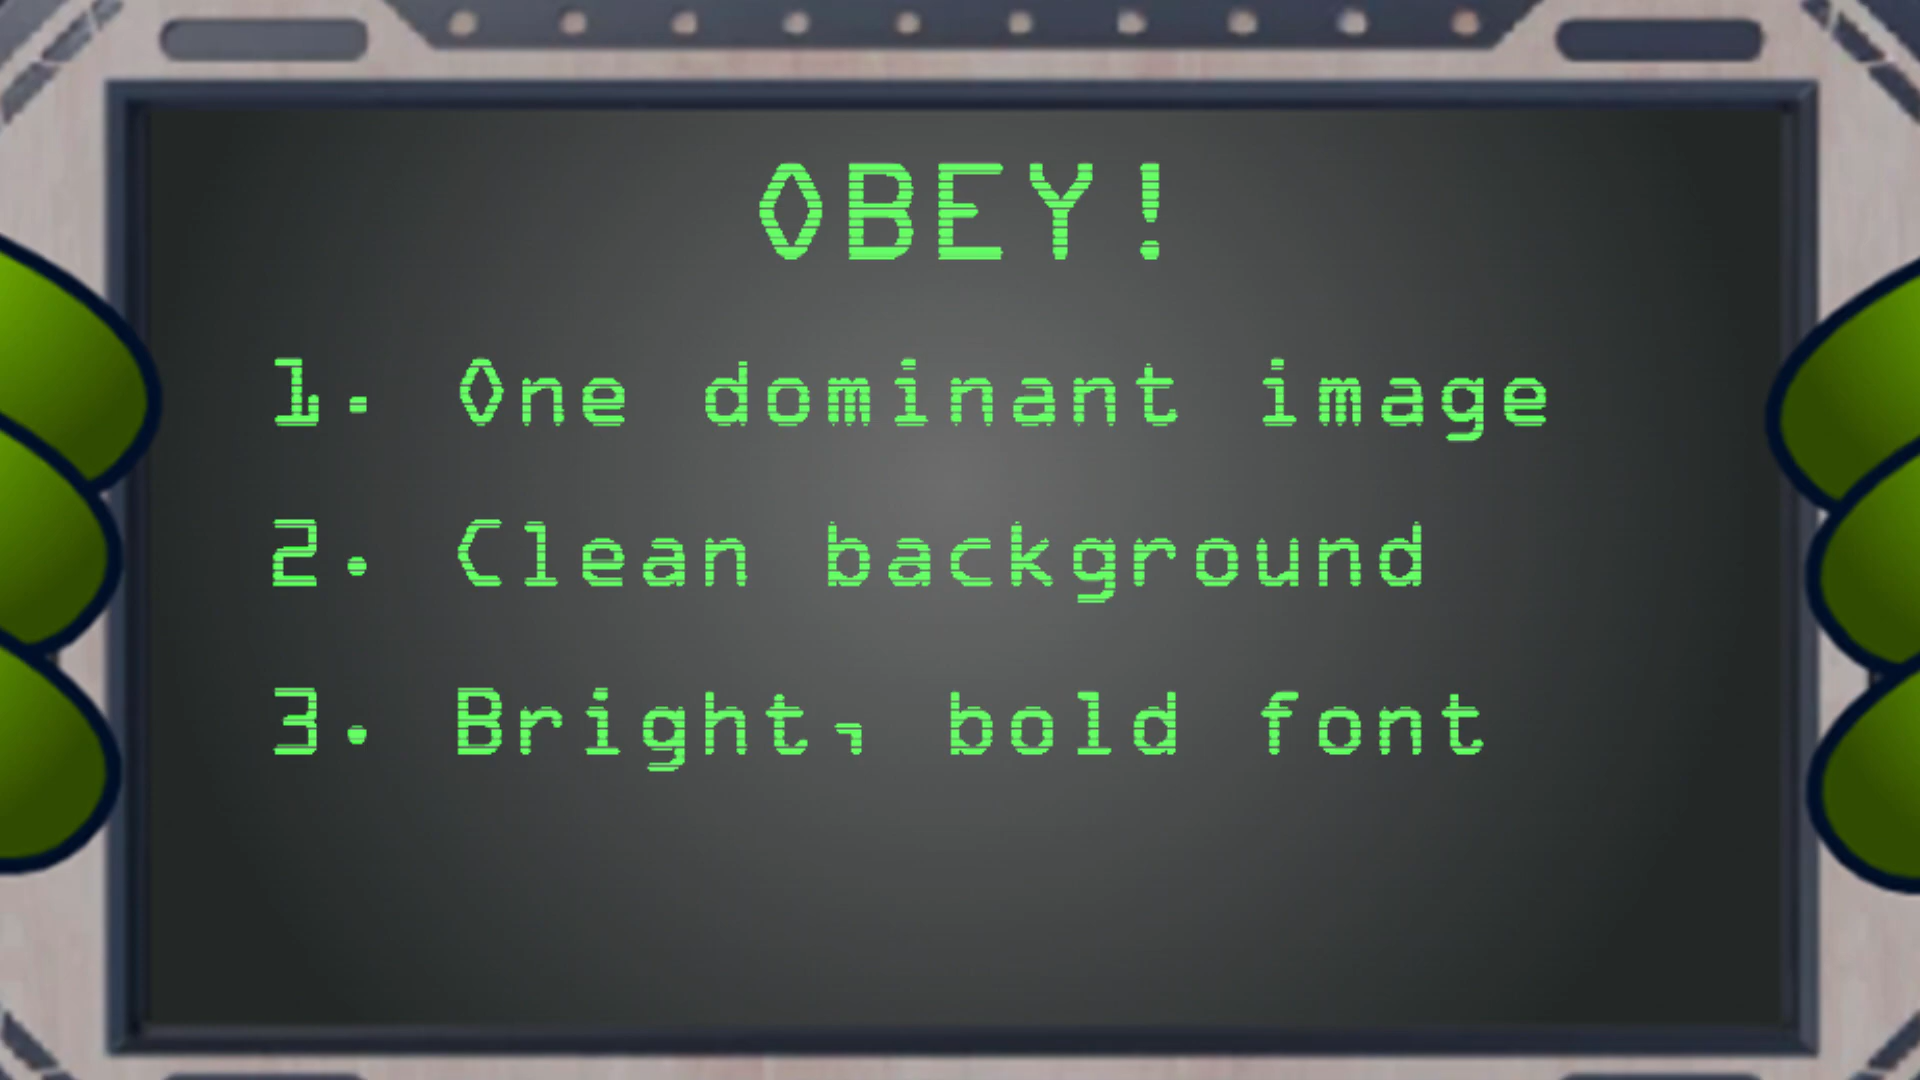 OBEY!
1. One dominant image
2. Clean background
3. Bright, bold font